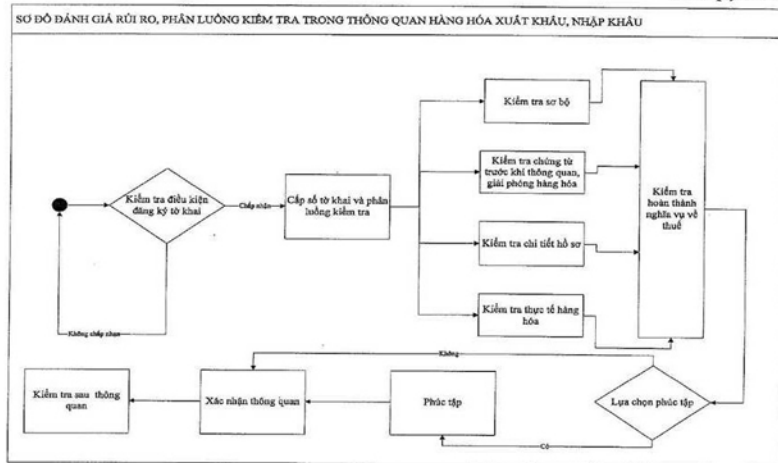 SƠ ĐỒ ĐÁNH GIÁ RỦI RO, PHÂN LUỒNG KIỂM TRA TRONG THÔNG QUAN HÀNG HÓA XUẤT KHẨU, NHẬP KHẨU
Kiểm tra sơ bộ
Kiểm tra chứng từ
trước khi thông quan,
giải phóng hàng hóa
Kiểm tra điều kiện
đăng ký tờ khai
Chấp nhận
Cấp số tờ khai và phân
luồng kiểm tra
Kiểm tra
hoàn thành
nghĩa vụ về
thuế
Kiểm tra chi tiết hồ sơ
Kiểm tra thực tế hàng
hóa
Không chấp nhận
Không
Kiểm tra sau thông
quan
Xác nhận thông quan
Phúc tập
Lựa chọn phúc tập
Có